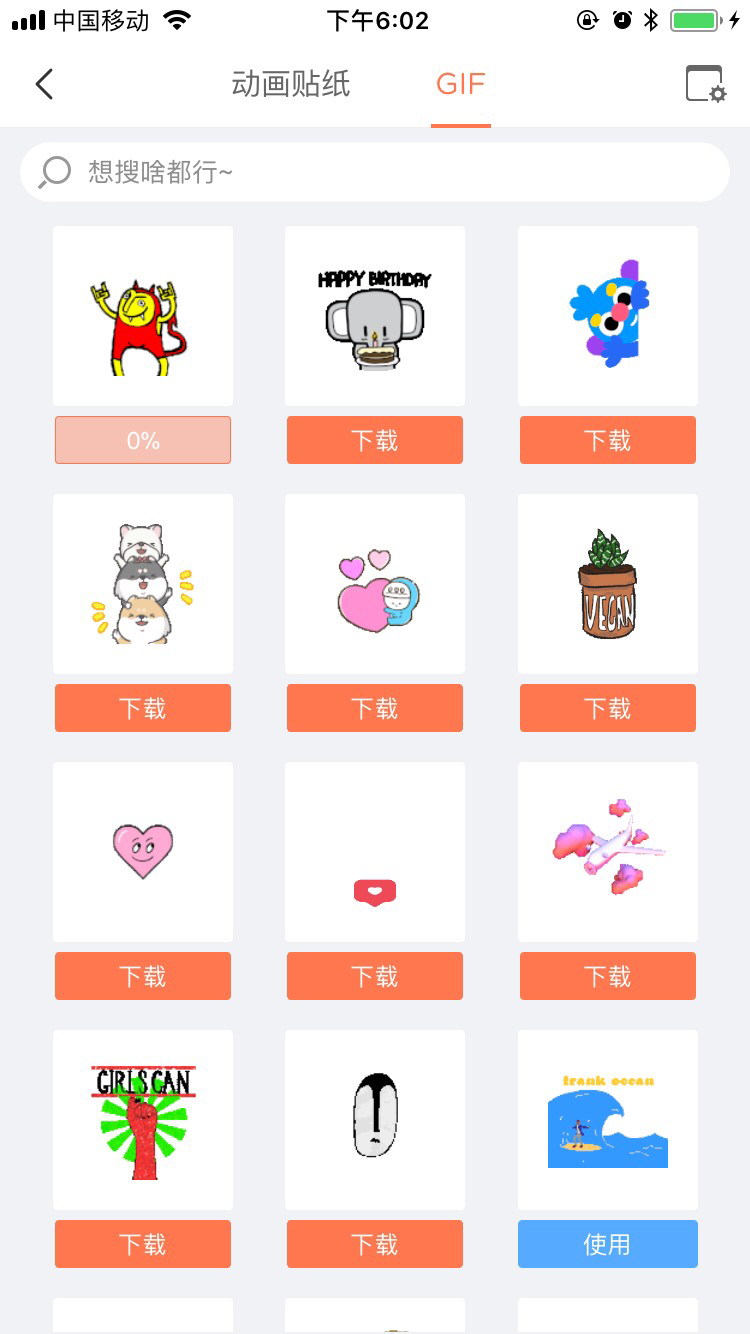 中国移动
下午6:02
动画贴纸
GIF
想搜啥都行~
HAPPY BIRTHDAY
0%
下载
下载
VEGAN
下载
下载
下载
下载
下载
下载
GIRLS CAN
frank ocean
下载
下载
使用